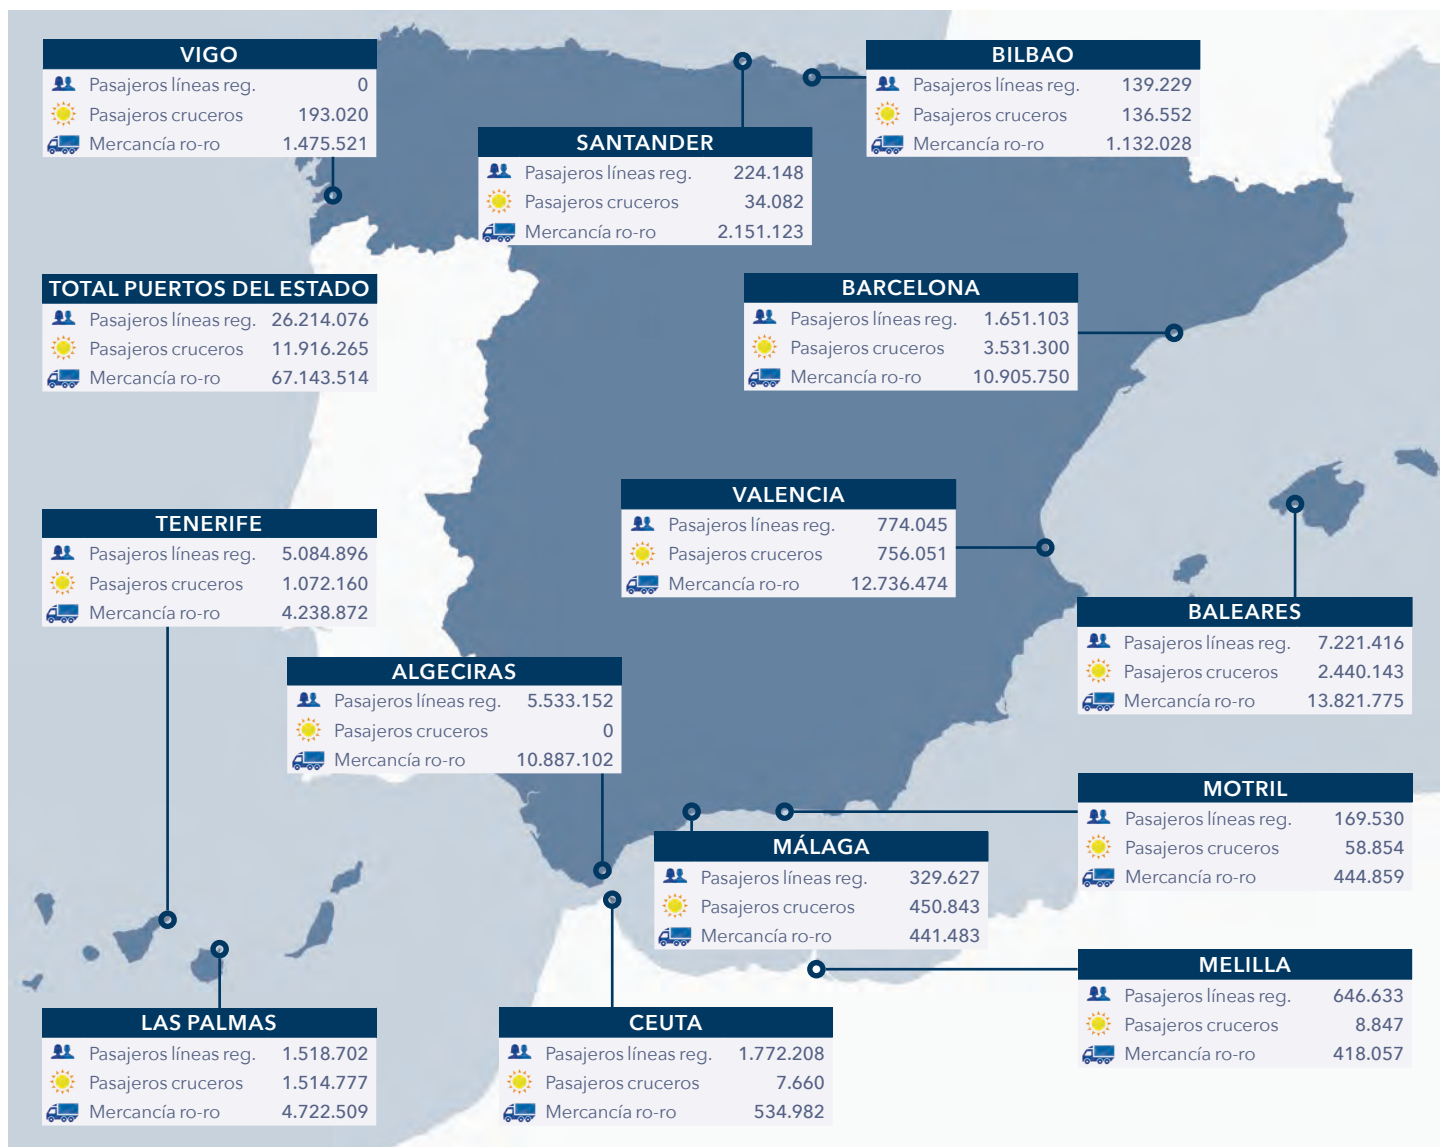 VIGO
Pasajeros líneas reg. 0
Pasajeros cruceros 193.020
Mercancía ro-ro 1.475.521
BILBAO
Pasajeros líneas reg. 139.229
Pasajeros cruceros 136.552
Mercancía ro-ro 1.132.028
SANTANDER
Pasajeros líneas reg. 224.148
Pasajeros cruceros 34.082
Mercancía ro-ro 2.151.123
TOTAL PUERTOS DEL ESTADO
Pasajeros líneas reg. 26.214.076
Pasajeros cruceros 11.916.265
Mercancía ro-ro 67.143.514
BARCELONA
Pasajeros líneas reg. 1.651.103
Pasajeros cruceros 3.531.300
Mercancía ro-ro 10.905.750
VALENCIA
Pasajeros líneas reg. 774.045
Pasajeros cruceros 756.051
Mercancía ro-ro 12.736.474
TENERIFE
Pasajeros líneas reg. 5.084.896
Pasajeros cruceros 1.072.160
Mercancía ro-ro 4.238.872
BALEARES
Pasajeros líneas reg. 7.221.416
Pasajeros cruceros 2.440.143
Mercancía ro-ro 13.821.775
ALGECIRAS
Pasajeros líneas reg. 5.533.152
Pasajeros cruceros 0
Mercancía ro-ro 10.887.102
MOTRIL
Pasajeros líneas reg. 169.530
Pasajeros cruceros 58.854
Mercancía ro-ro 444.859
MÁLAGA
Pasajeros líneas reg. 329.627
Pasajeros cruceros 450.843
Mercancía ro-ro 441.483
MELILLA
Pasajeros líneas reg. 646.633
Pasajeros cruceros 8.847
Mercancía ro-ro 418.057
LAS PALMAS
Pasajeros líneas reg. 1.518.702
Pasajeros cruceros 1.514.777
Mercancía ro-ro 4.722.509
CEUTA
Pasajeros líneas reg. 1.772.208
Pasajeros cruceros 7.660
Mercancía ro-ro 534.982